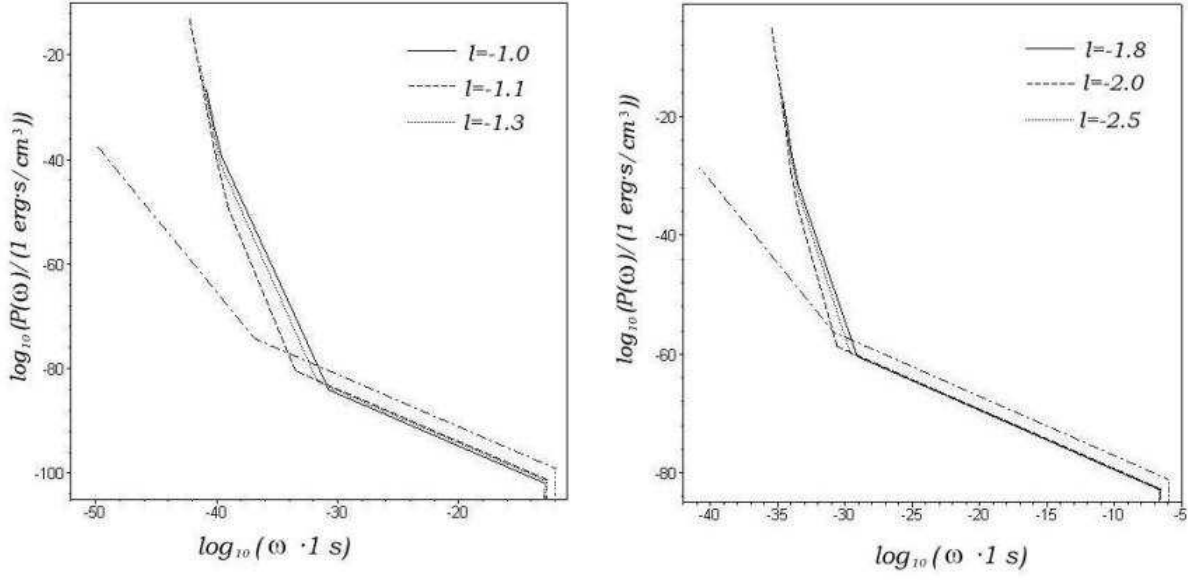 -20
-40
-60
-80
-100
-50
-40
-30
-20
log₁₀(P(ω)/(1 erg·s/cm³))
log₁₀(ω ·1 s)
l=-1.0
l=-1.1
l=-1.3
-20
-40
-60
-80
-40
-35
-30
-25
-20
-15
-10
-5
log₁₀(P(ω)/(1 erg·s/cm³))
log₁₀(ω ·1 s)
l=-1.8
l=-2.0
l=-2.5